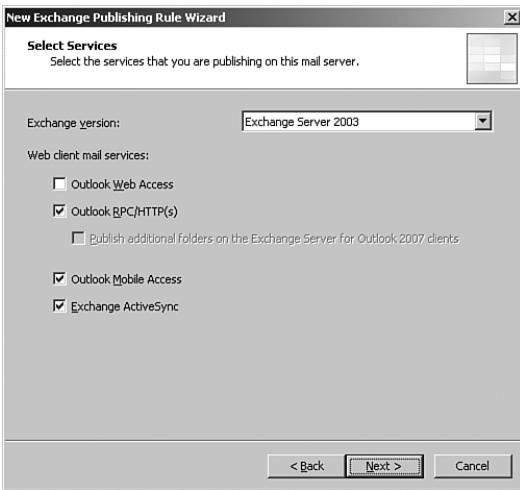 New Exchange Publishing Rule Wizard
Select Services
Select the services that you are publishing on this mail server.
Exchange version:
Exchange Server 2003
Web client mail services:
Outlook Web Access
Outlook RPC/HTTP(s)
Publish additional folders on the Exchange Server for Outlook 2007 clients
Outlook Mobile Access
Exchange ActiveSync
< Back
Next >
Cancel